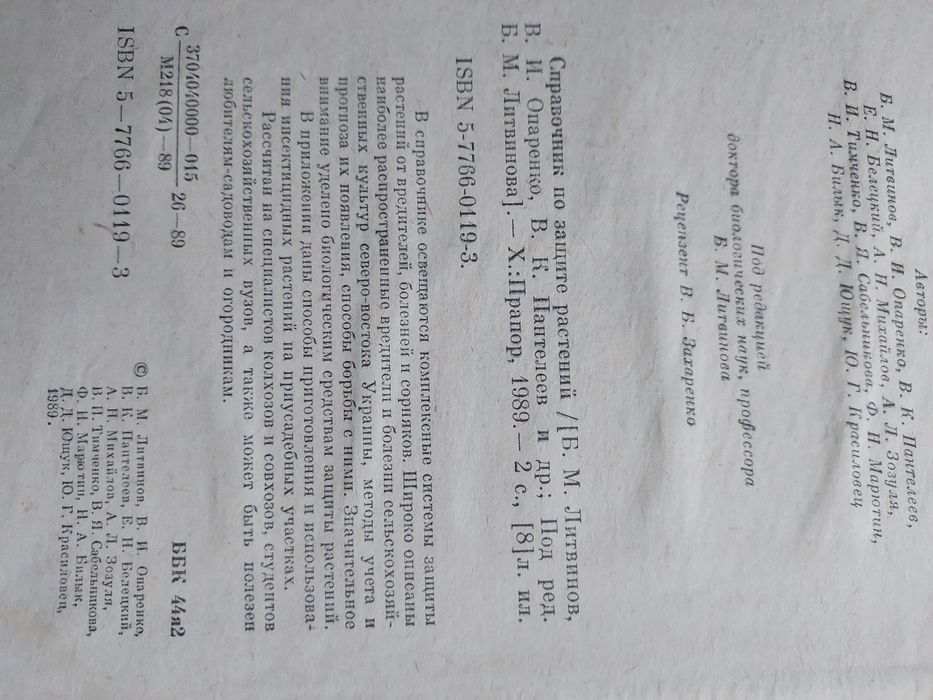 Авторы:
Б. М. Литвинов, В. И. Опаренко, В. К. Пантелеев,
Е. Н. Белецкий, А. П. Михайлов, А. Л. Зозуля,
В. П. Тимченко, В. Я. Сабельникова, Ф. Н. Марютин,
Н. А. Билык, Д. Д. Ющук, Ю. Г. Красиловец
Под редакцией
доктора биологических наук, профессора
Б. М. Литвинова
Рецензент В. Б. Захаренко
Справочник по защите растений /[Б. М. Литвинов,
В. И. Опаренко, В. К. Пантелеев и др.; Под ред.
Б. М. Литвинова]. — Х.:Прапор, 1989.— 2 с., [8]л. ил.
ISBN 5-7766-0119-3.
В справочнике освещаются комплексные системы защиты
растений от вредителей, болезней и сорняков. Широко описаны
наиболее распространенные вредители и болезни сельскохозяй-
ственных культур северо-востока Украины, методы учета и
прогноза их появления, способы борьбы с ними. Значительное
внимание уделено биологическим средствам защиты растений.
В приложении даны способы приготовления и использова-
ния инсектицидных растений на приусадебных участках.
Рассчитан на специалистов колхозов и совхозов, студентов
сельскохозяйственных вузов, а также может быть полезен
любителям-садоводам и огородникам.
С 3704040000—015
М218(04)—89 26—89
ББК 44я2
ISBN 5—7766—0119—3
© Б. М. Литвинов, В. И. Опаренко,
В. К. Пантелеев, Е. Н. Белецкий,
А. П. Михайлов, А. Л. Зозуля,
В. П. Тимченко, В. Я. Сабельникова,
Ф. Н. Марютин, Н. А. Билык,
Д. Д. Ющук, Ю. Г. Красиловец,
1989.